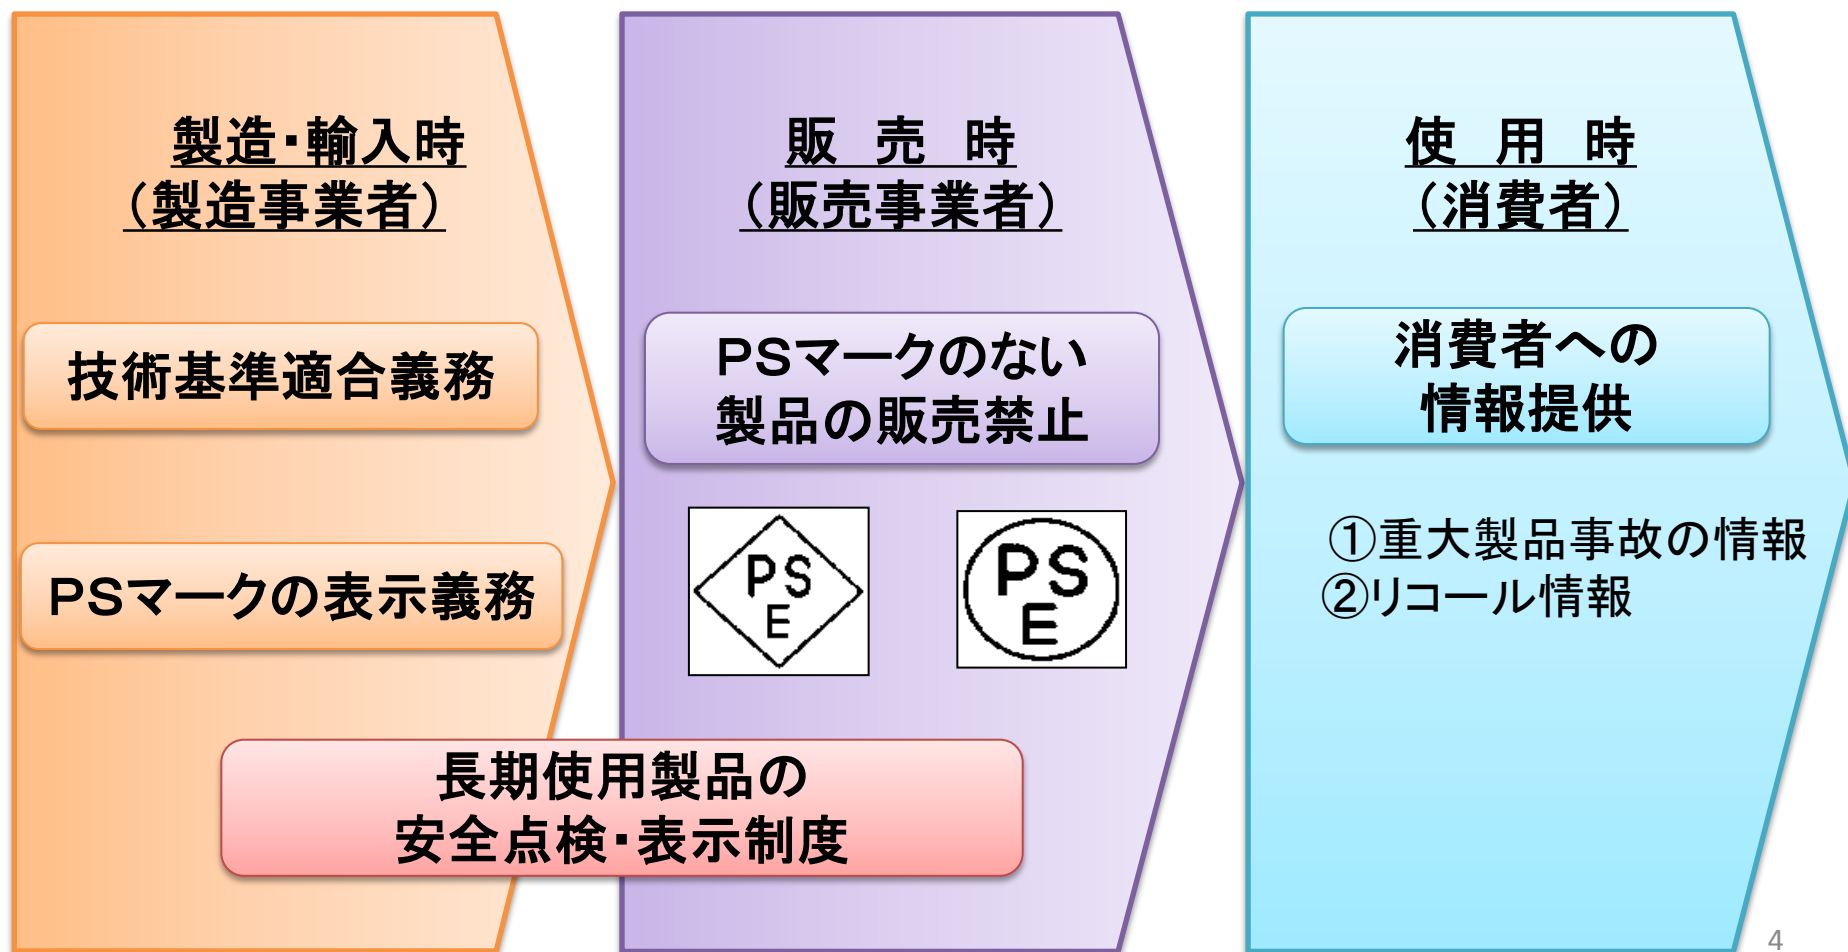 製造・輸入時
（製造事業者）
技術基準適合義務
ＰＳマークの表示義務
販　売　時
（販売事業者）
ＰＳマークのない
製品の販売禁止
PS
E
PS
E
長期使用製品の
安全点検・表示制度
使　用　時
（消費者）
消費者への
情報提供
①重大製品事故の情報
②リコール情報
4